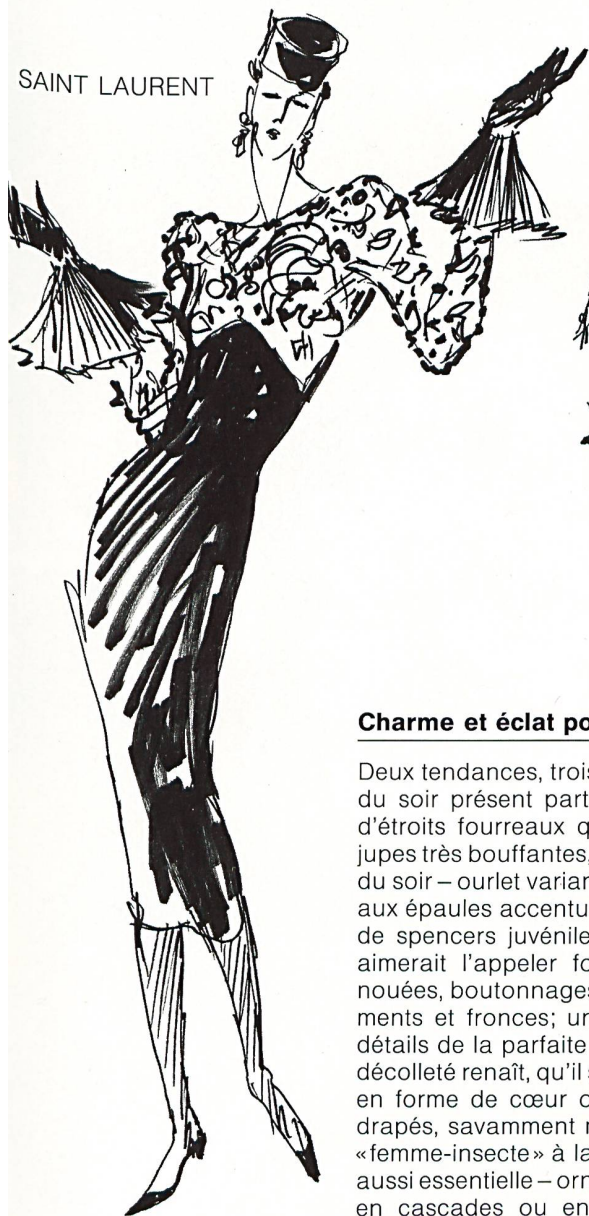 SAINT LAURENT
Charme et éclat po
Deux tendances, trois
du soir présent part
d'étroits fourreaux q
jupes très bouffantes,
du soir – ourlet varian
aux épaules accentu
de spencers juvénile
aimerait l'appeler fo
nouées, boutonnages
ments et fronces; un
détails de la parfaite
décolleté renaît, qu'il s
en forme de cœur o
drapés, savamment r
«femme-insecte» à la
aussi essentielle – orn
en cascades ou en